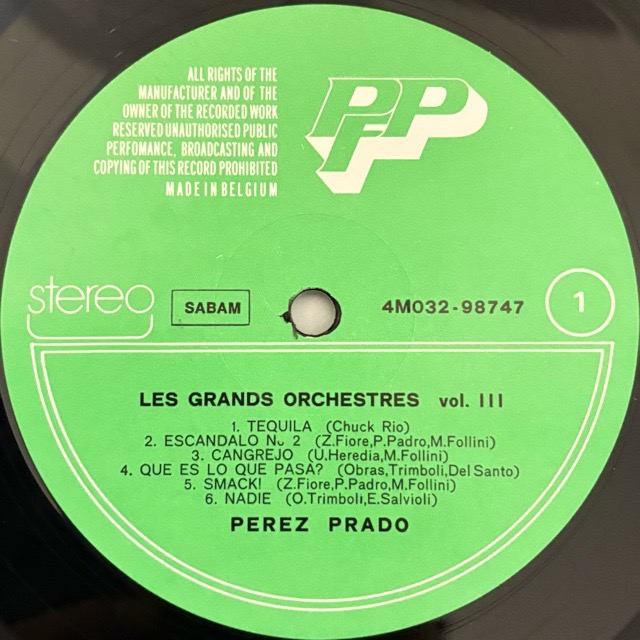 ALL RIGHTS OF THE
MANUFACTURER AND OF THE
OWNER OF THE RECORDED WORK
RESERVED UNAUTHORISED PUBLIC
PERFOMANCE, BROADCASTING AND
COPYING OF THIS RECORD PROHIBITED
MADE IN BELGIUM
PFP
stereo
SABAM
4M032-98747
1
LES GRANDS ORCHESTRES vol. III
1. TEQUILA (Chuck Rio)
2. ESCANDALO No 2 (Z.Fiore,P.Padro,M.Follini)
3. CANGREJO (U.Heredia,M.Follini)
4. QUE ES LO QUE PASA? (Obras,Trimboli,Del Santo)
5. SMACK! (Z.Fiore,P.Padro,M.Follini)
6. NADIE (O.Trimboli,E.Salvioli)
PEREZ PRADO